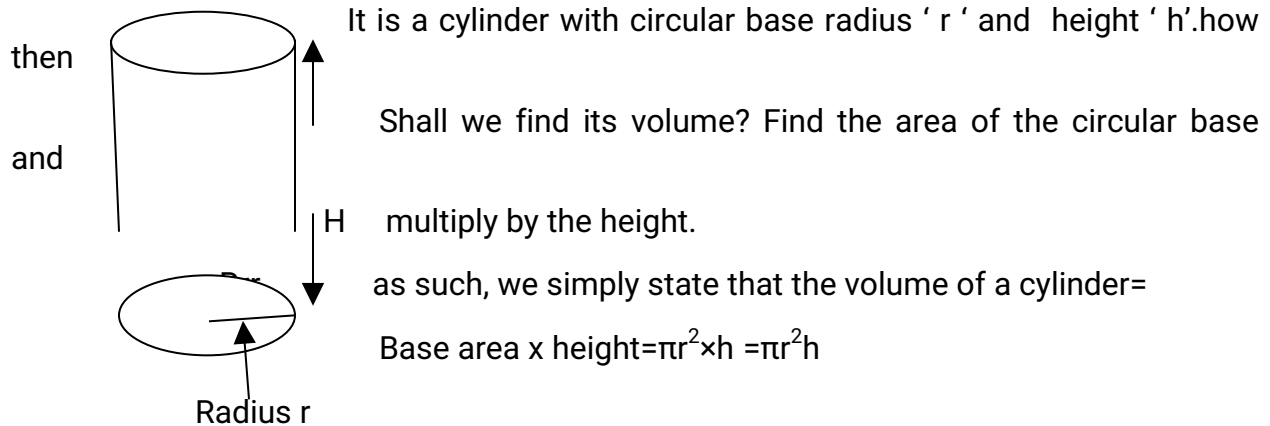 It is a cylinder with circular base radius ‘ r ‘ and height ‘ h’.how
then
Shall we find its volume? Find the area of the circular base
and
H multiply by the height.
as such, we simply state that the volume of a cylinder=
Base area x height=πr²×h =πr²h
Radius r